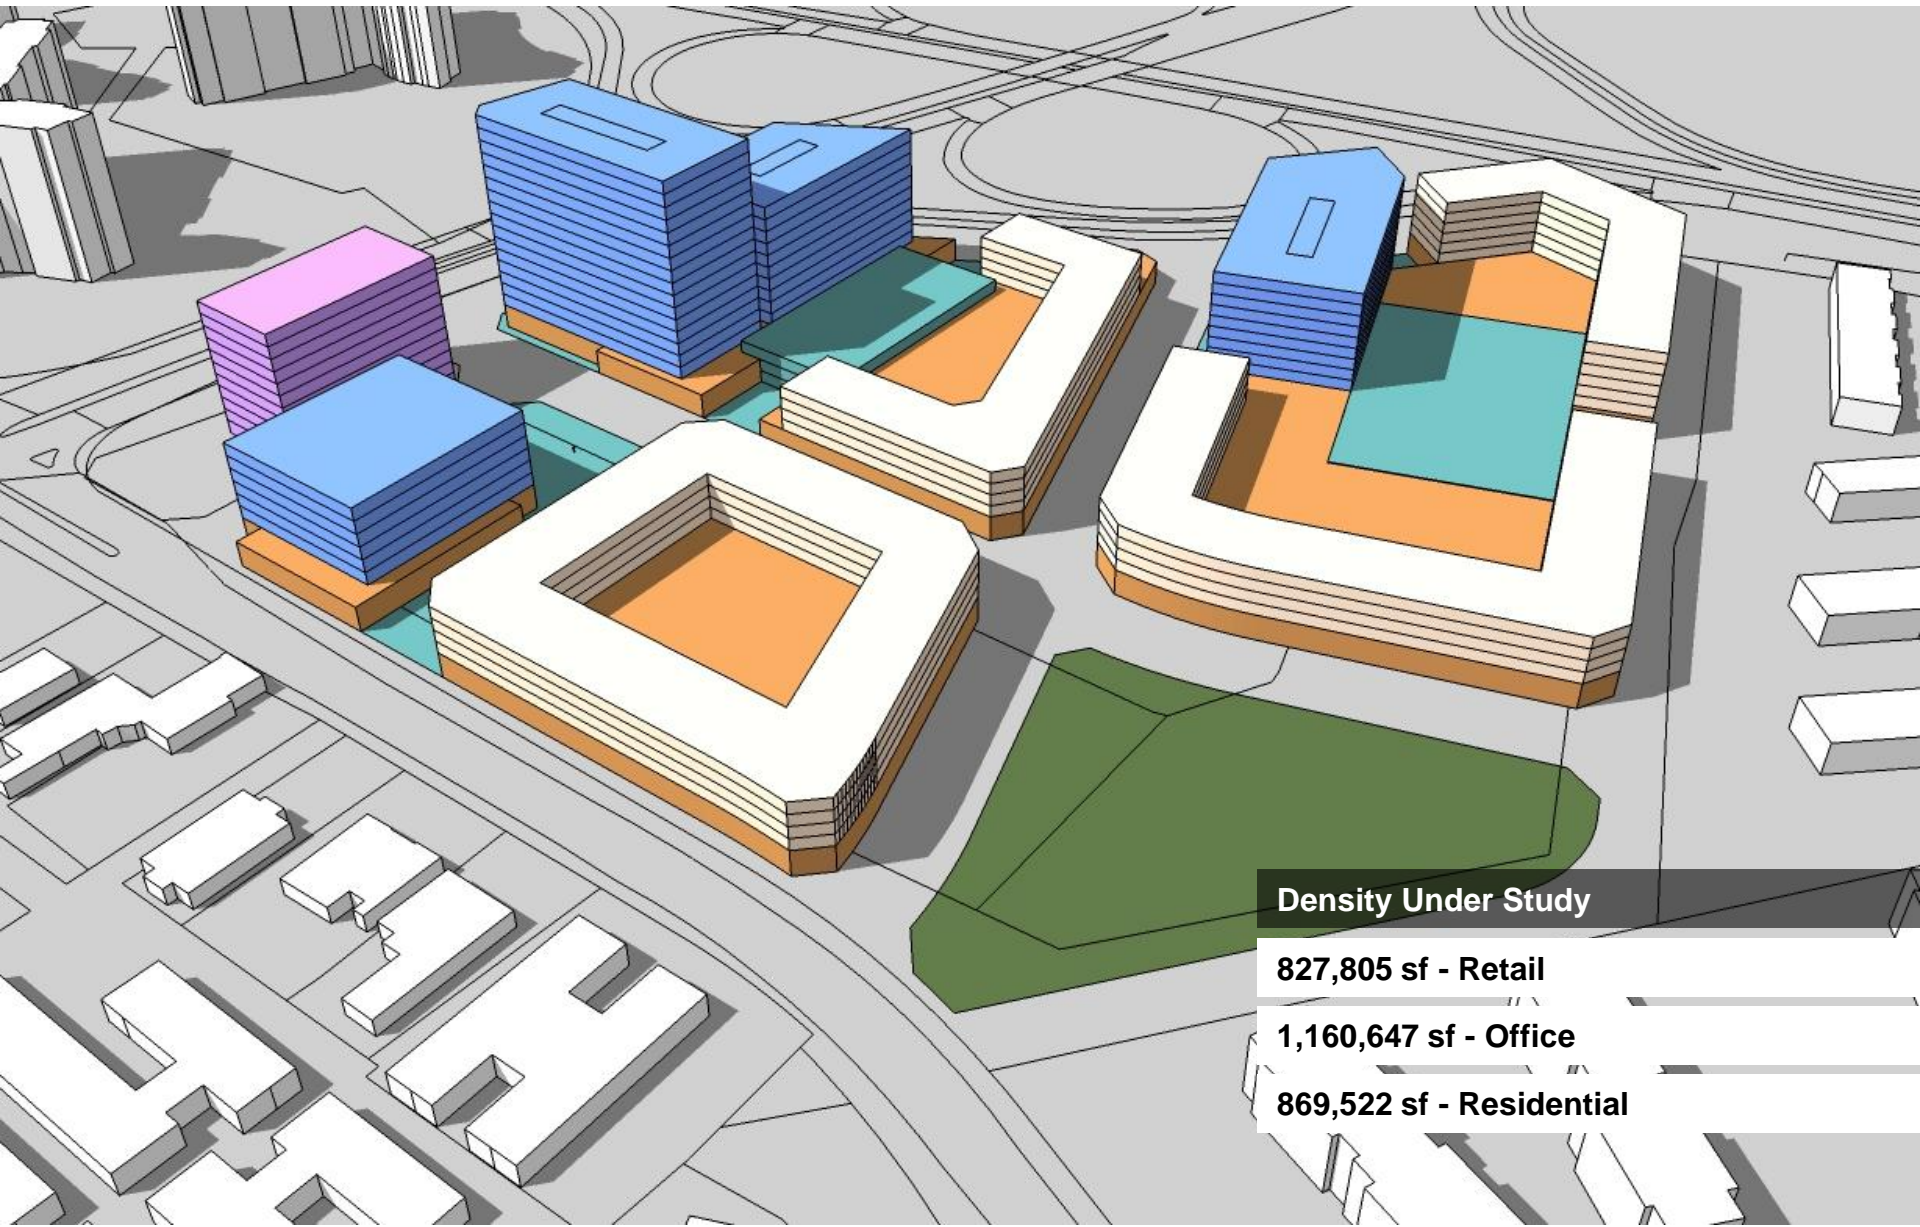 Density Under Study
827,805 sf - Retail
1,160,647 sf - Office
869,522 sf - Residential